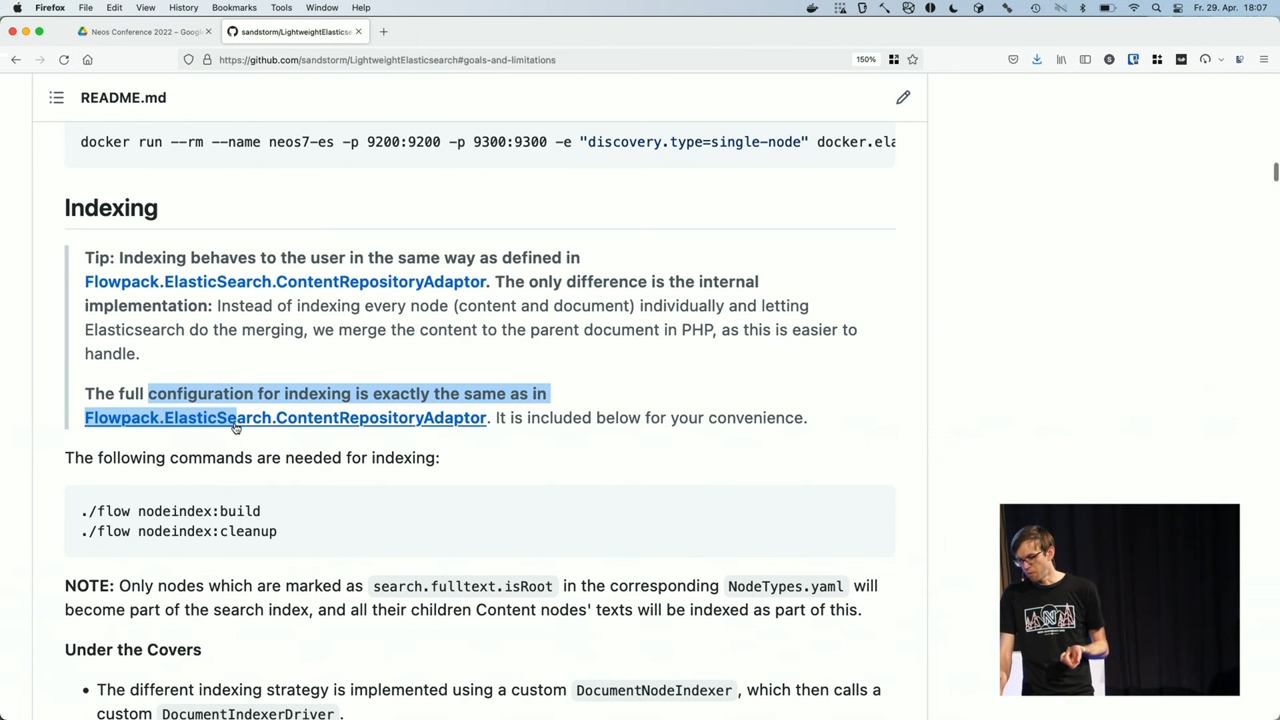 Firefox File Edit View History Bookmarks Tools Window Help Fr. 29. Apr. 18:07
Neos Conference 2022 – Googl
sandstorm/LightweightElasticse
https://github.com/sandstorm/LightweightElasticsearch#goals-and-limitations 150%
README.md
docker run --rm --name neos7-es -p 9200:9200 -p 9300:9300 -e "discovery.type=single-node" docker.ela
Indexing
Tip: Indexing behaves to the user in the same way as defined in
Flowpack.ElasticSearch.ContentRepositoryAdaptor. The only difference is the internal
implementation: Instead of indexing every node (content and document) individually and letting
Elasticsearch do the merging, we merge the content to the parent document in PHP, as this is easier to
handle.
The full configuration for indexing is exactly the same as in
Flowpack.ElasticSearch.ContentRepositoryAdaptor. It is included below for your convenience.
The following commands are needed for indexing:
./flow nodeindex:build
./flow nodeindex:cleanup
NOTE: Only nodes which are marked as search.fulltext.isRoot in the corresponding NodeTypes.yaml will
become part of the search index, and all their children Content nodes' texts will be indexed as part of this.
Under the Covers
• The different indexing strategy is implemented using a custom DocumentNodeIndexer, which then calls a
custom DocumentIndexerDriver.